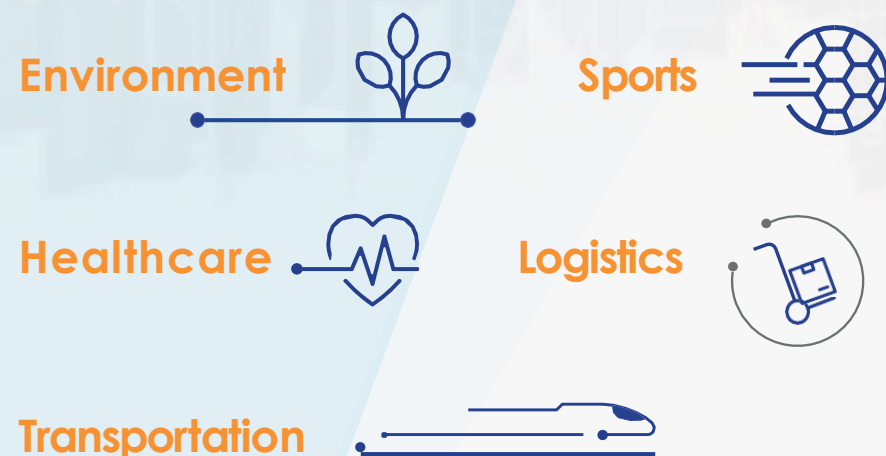 Environment
Sports
Healthcare
Logistics
Transportation